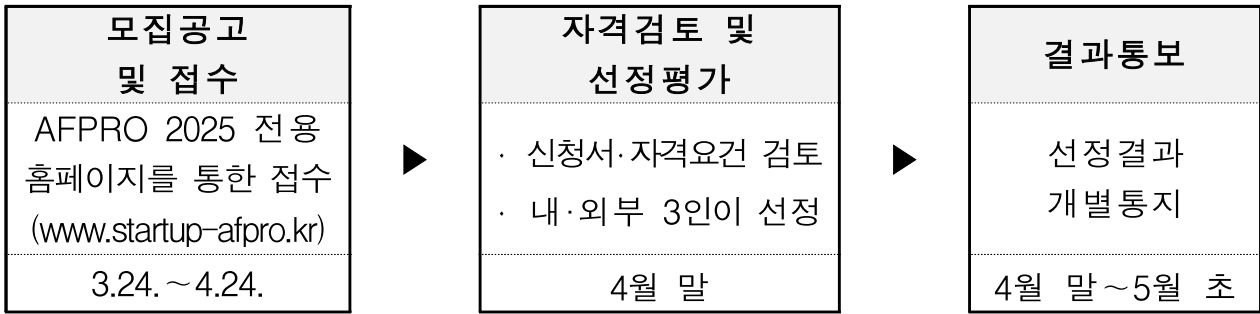 모집공고
및 접수
AFPRO 2025 전용
홈페이지를 통한 접수
(www.startup-afpro.kr)
3.24.~4.24.
▶
자격검토 및
선정평가
· 신청서·자격요건 검토
· 내·외부 3인이 선정
4월 말
▶
결과통보
선정결과
개별통지
4월 말~5월 초